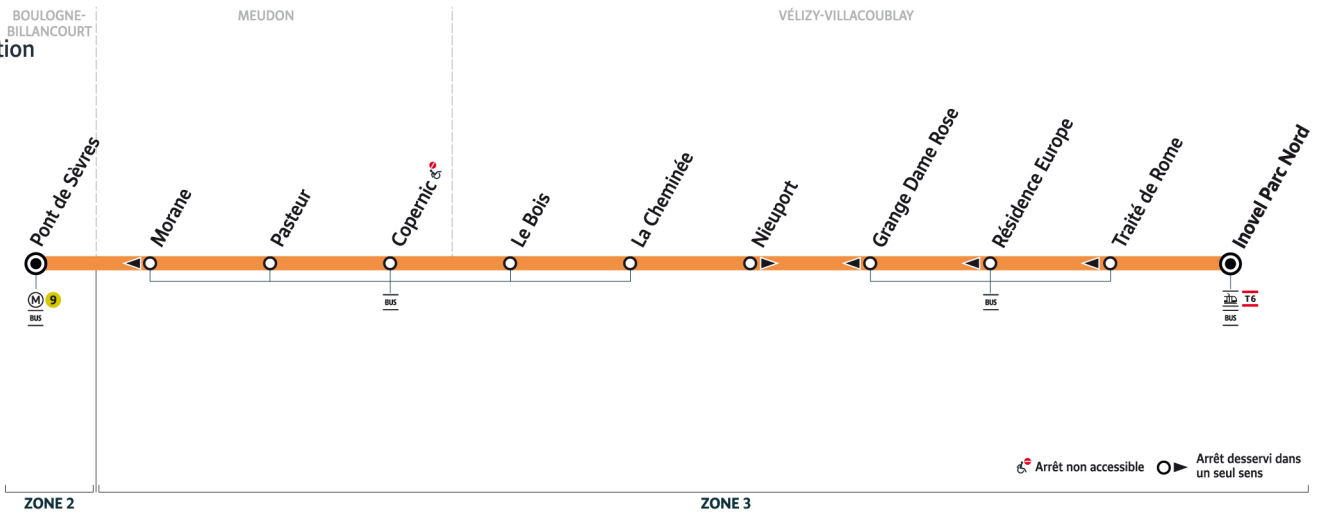 BOULOGNE-
BILLANCOURT
MEUDON
VÉLIZY-VILLACOUBLAY
tion
Pont de Sèvres
Morane
Pasteur
Copernic
Le Bois
La Cheminée
Nieuport
Grange Dame Rose
Résidence Europe
Traité de Rome
Inovel Parc Nord
M 9
BUS
BUS
BUS
T6
BUS
Arrêt non accessible
Arrêt desservi dans
un seul sens
ZONE 2
ZONE 3